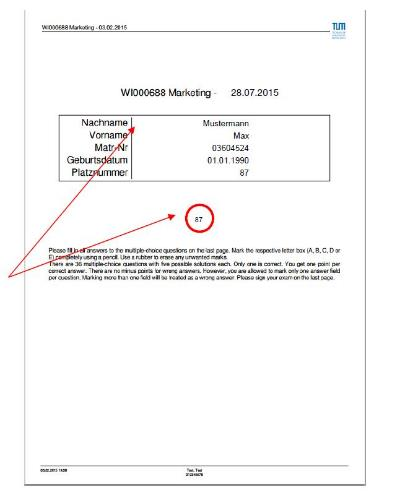 WI000688 Marketing - 03.02.2015
TUM
WI000688 Marketing - 28.07.2015
Nachname Mustermann
Vorname Max
Matr-Nr 03604524
Geburtsdatum 01.01.1990
Platznummer 87
87
Please fill in all answers to the multiple-choice questions on the last page. Mark the respective letter box (A, B, C, D or
E) completely using a pencil. Use a rubber to erase any unwanted marks.
There are 36 multiple-choice questions with five possible solutions each. Only one is correct. You get one point per
correct answer. There are no minus points for wrong answers. However, you are allowed to mark only one answer field
per question. Marking more than one field will be treated as a wrong answer. Please sign your exam on the last page.
Test, Test